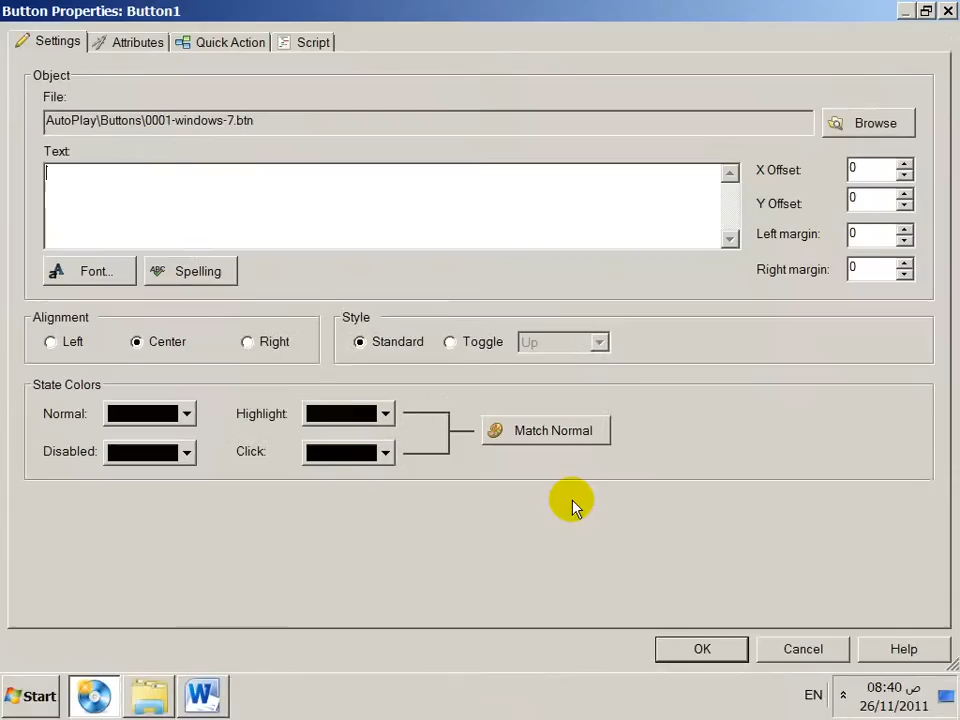 Button Properties: Button1
Settings Attributes Quick Action Script
Object
File:
AutoPlay\Buttons\0001-windows-7.btn
Browse
Text:
X Offset: 0
Y Offset: 0
Left margin: 0
Right margin: 0
Font... ABC Spelling
Alignment
Left Center Right
Style
Standard Toggle Up
State Colors
Normal: Highlight:
Disabled: Click:
Match Normal
OK Cancel Help
Start
EN
08:40 ص
26/11/2011